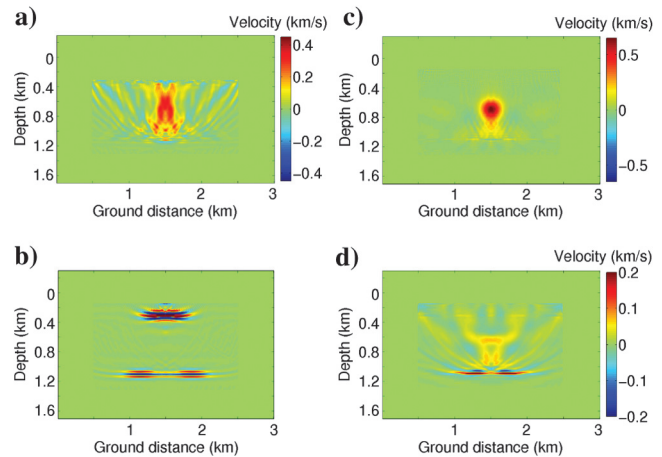 a)
Velocity (km/s)
0.4
0.2
0
−0.2
−0.4
0
0.4
0.8
1.2
1.6
Depth (km)
1 2 3
Ground distance (km)
c)
Velocity (km/s)
0.5
0
−0.5
0
0.4
0.8
1.2
1.6
Depth (km)
1 2 3
Ground distance (km)
b)
0
0.4
0.8
1.2
1.6
Depth (km)
1 2 3
Ground distance (km)
d)
Velocity (km/s)
0.2
0.1
0
−0.1
−0.2
0
0.4
0.8
1.2
1.6
Depth (km)
1 2 3
Ground distance (km)